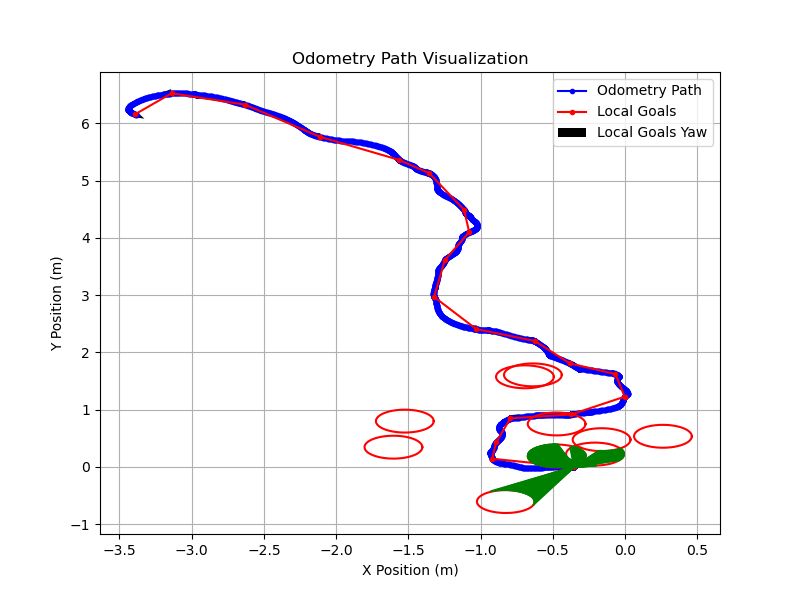 Odometry Path Visualization
Odometry Path
Local Goals
Local Goals Yaw
Y Position (m)
6
5
4
3
2
1
0
−1
−3.5 −3.0 −2.5 −2.0 −1.5 −1.0 −0.5 0.0 0.5
X Position (m)